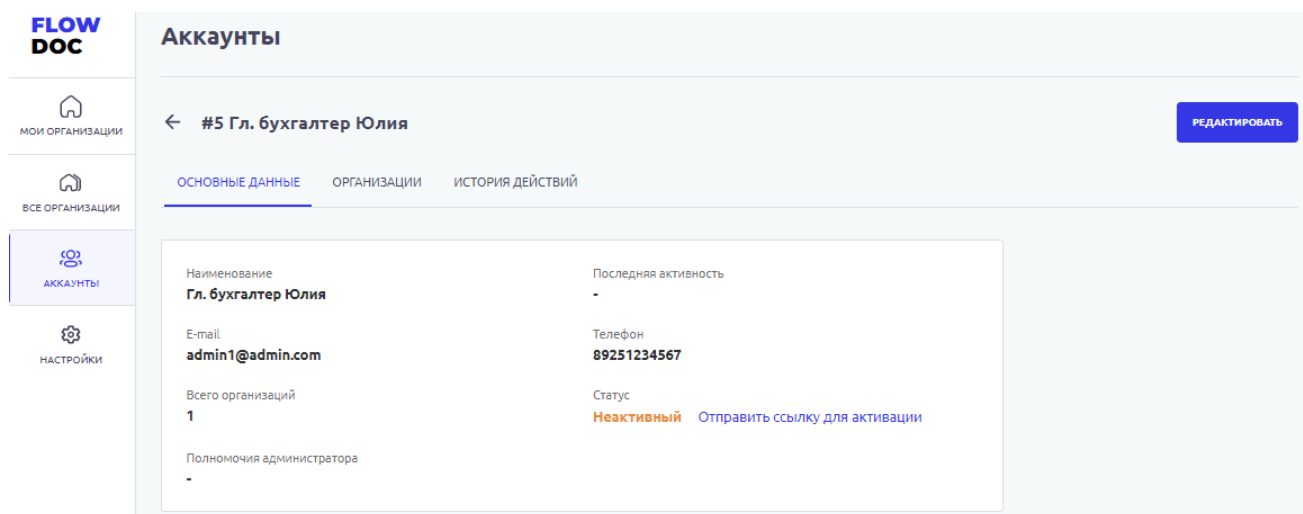 FLOW
DOC
МОИ ОРГАНИЗАЦИИ
ВСЕ ОРГАНИЗАЦИИ
АККАУНТЫ
НАСТРОЙКИ
Аккаунты
#5 Гл. бухгалтер Юлия
РЕДАКТИРОВАТЬ
ОСНОВНЫЕ ДАННЫЕ ОРГАНИЗАЦИИ ИСТОРИЯ ДЕЙСТВИЙ
Наименование
Гл. бухгалтер Юлия
Последняя активность
-
E-mail
admin1@admin.com
Телефон
89251234567
Всего организаций
1
Статус
Неактивный Отправить ссылку для активации
Полномочия администратора
-